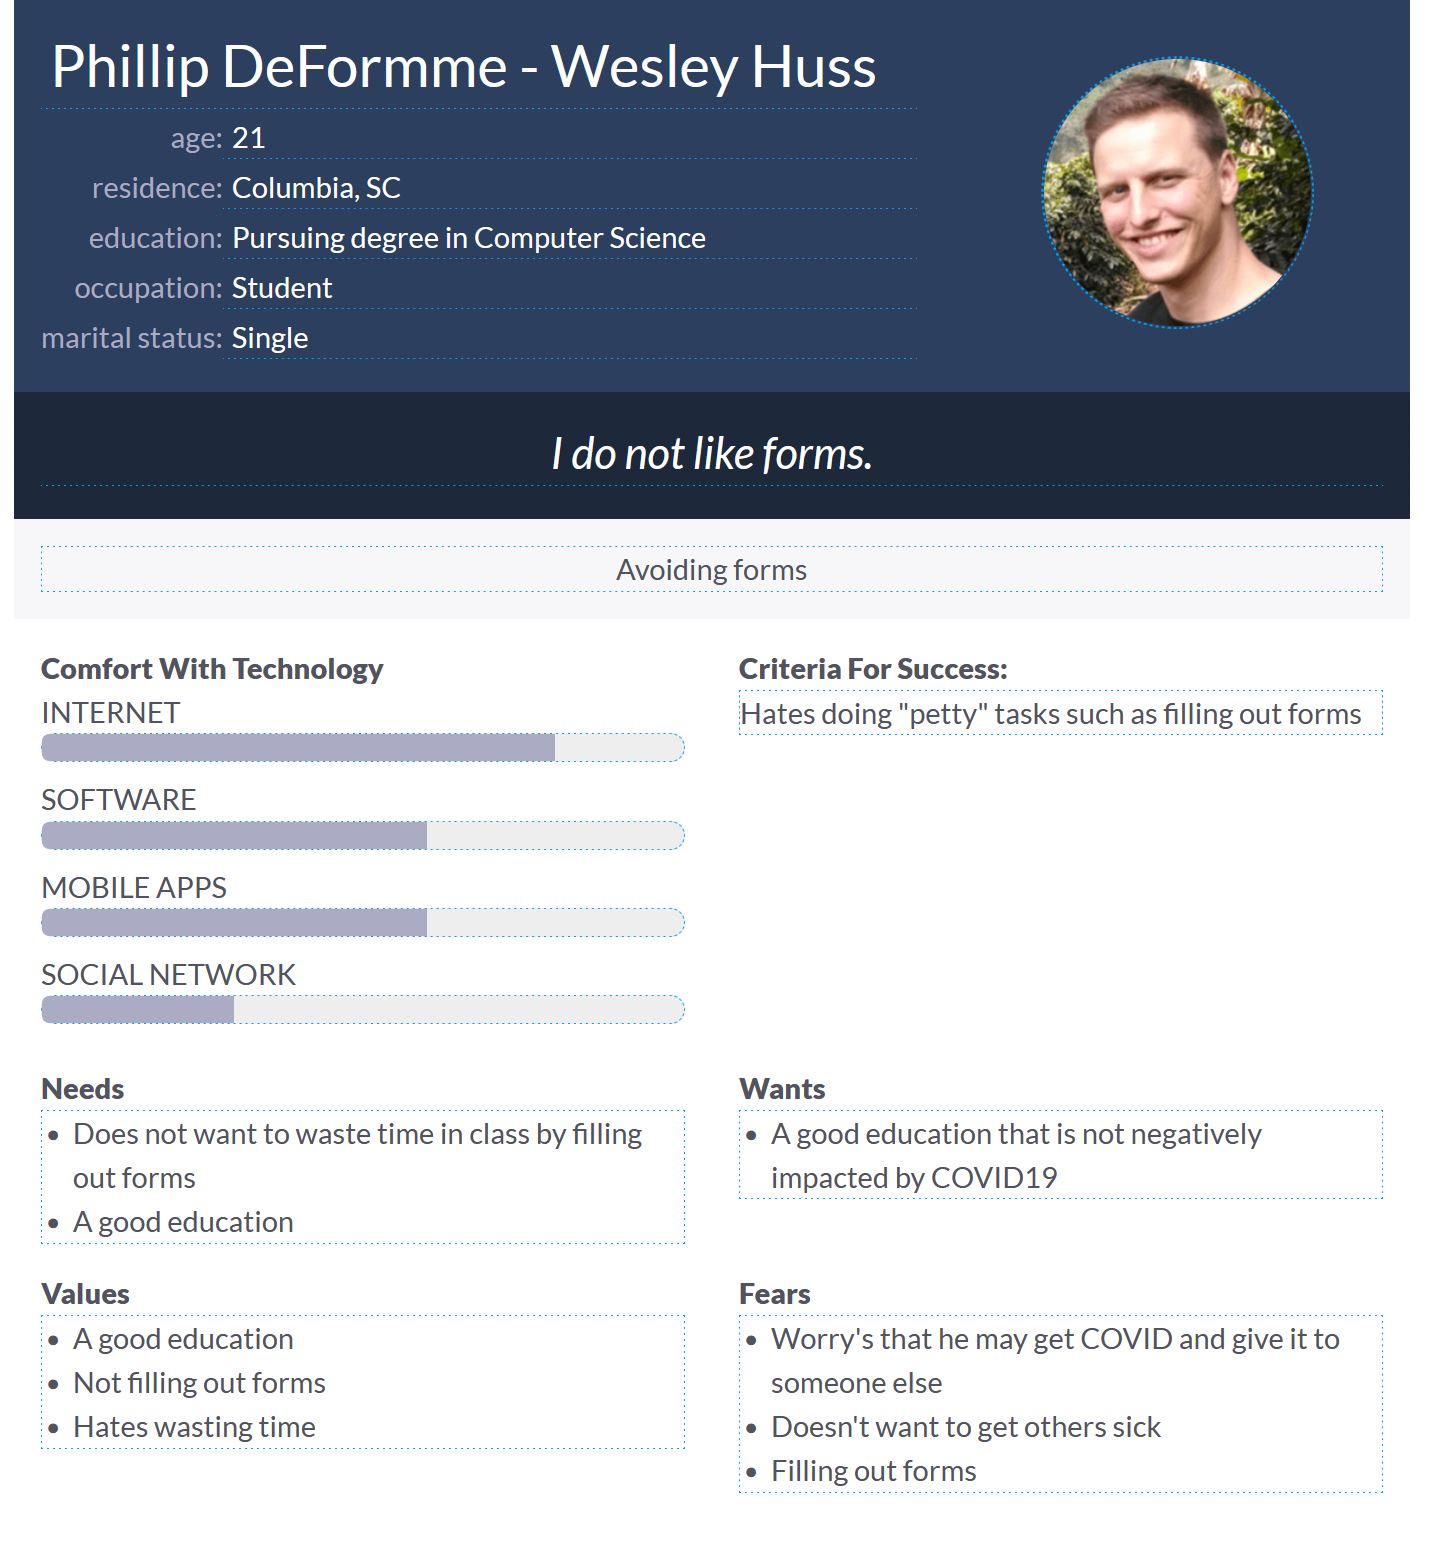 Phillip DeFormme - Wesley Huss
age: 21
residence: Columbia, SC
education: Pursuing degree in Computer Science
occupation: Student
marital status: Single
I do not like forms.
Avoiding forms
Comfort With Technology
INTERNET
SOFTWARE
MOBILE APPS
SOCIAL NETWORK
Criteria For Success:
Hates doing "petty" tasks such as filling out forms
Needs
• Does not want to waste time in class by filling
out forms
• A good education
Wants
• A good education that is not negatively
impacted by COVID19
Values
• A good education
• Not filling out forms
• Hates wasting time
Fears
• Worry's that he may get COVID and give it to
someone else
• Doesn't want to get others sick
• Filling out forms